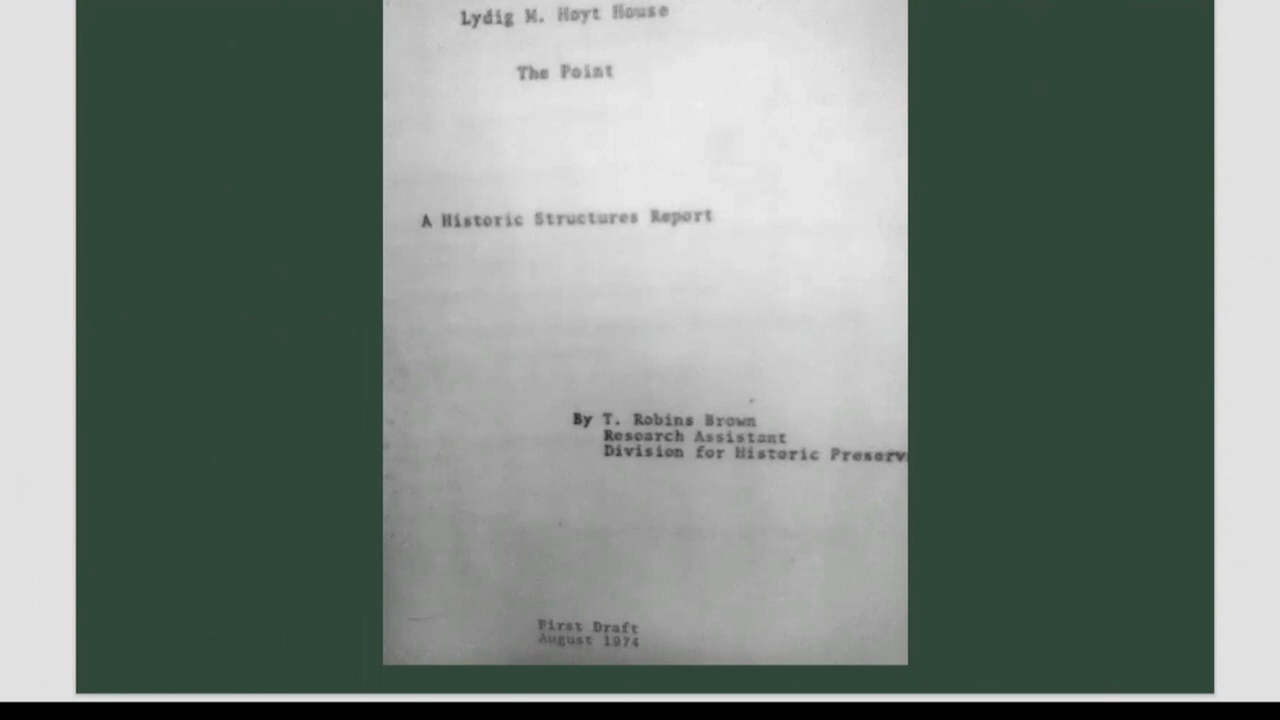 Lydig M. Hoyt House
The Point
A Historic Structures Report
By T. Robins Brown
Research Assistant
Division for Historic Preserv
First Draft
August 1974